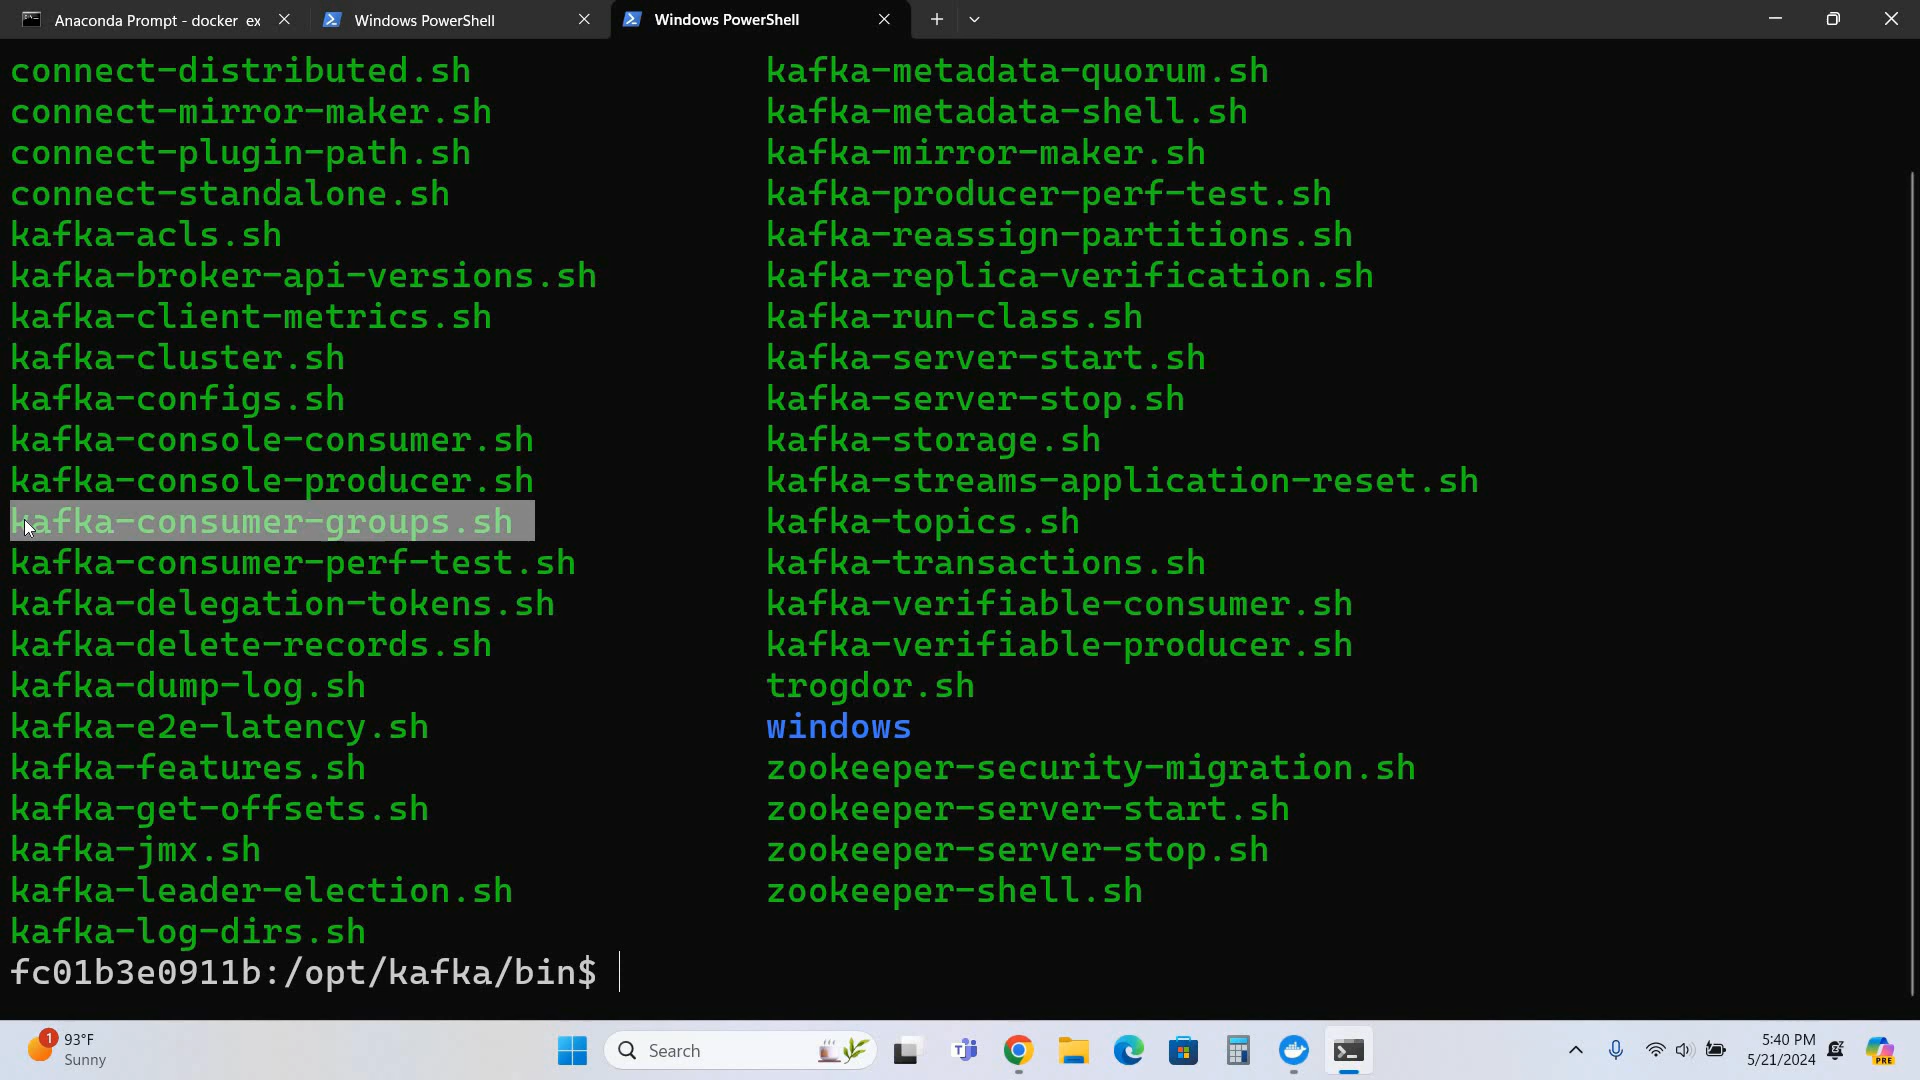 Anaconda Prompt - docker ex
Windows PowerShell
Windows PowerShell
connect-distributed.sh kafka-metadata-quorum.sh
connect-mirror-maker.sh kafka-metadata-shell.sh
connect-plugin-path.sh kafka-mirror-maker.sh
connect-standalone.sh kafka-producer-perf-test.sh
kafka-acls.sh kafka-reassign-partitions.sh
kafka-broker-api-versions.sh kafka-replica-verification.sh
kafka-client-metrics.sh kafka-run-class.sh
kafka-cluster.sh kafka-server-start.sh
kafka-configs.sh kafka-server-stop.sh
kafka-console-consumer.sh kafka-storage.sh
kafka-console-producer.sh kafka-streams-application-reset.sh
kafka-consumer-groups.sh kafka-topics.sh
kafka-consumer-perf-test.sh kafka-transactions.sh
kafka-delegation-tokens.sh kafka-verifiable-consumer.sh
kafka-delete-records.sh kafka-verifiable-producer.sh
kafka-dump-log.sh trogdor.sh
kafka-e2e-latency.sh windows
kafka-features.sh zookeeper-security-migration.sh
kafka-get-offsets.sh zookeeper-server-start.sh
kafka-jmx.sh zookeeper-server-stop.sh
kafka-leader-election.sh zookeeper-shell.sh
kafka-log-dirs.sh
fc01b3e0911b:/opt/kafka/bin$
1
93°F
Sunny
Search
5:40 PM
5/21/2024
PRE